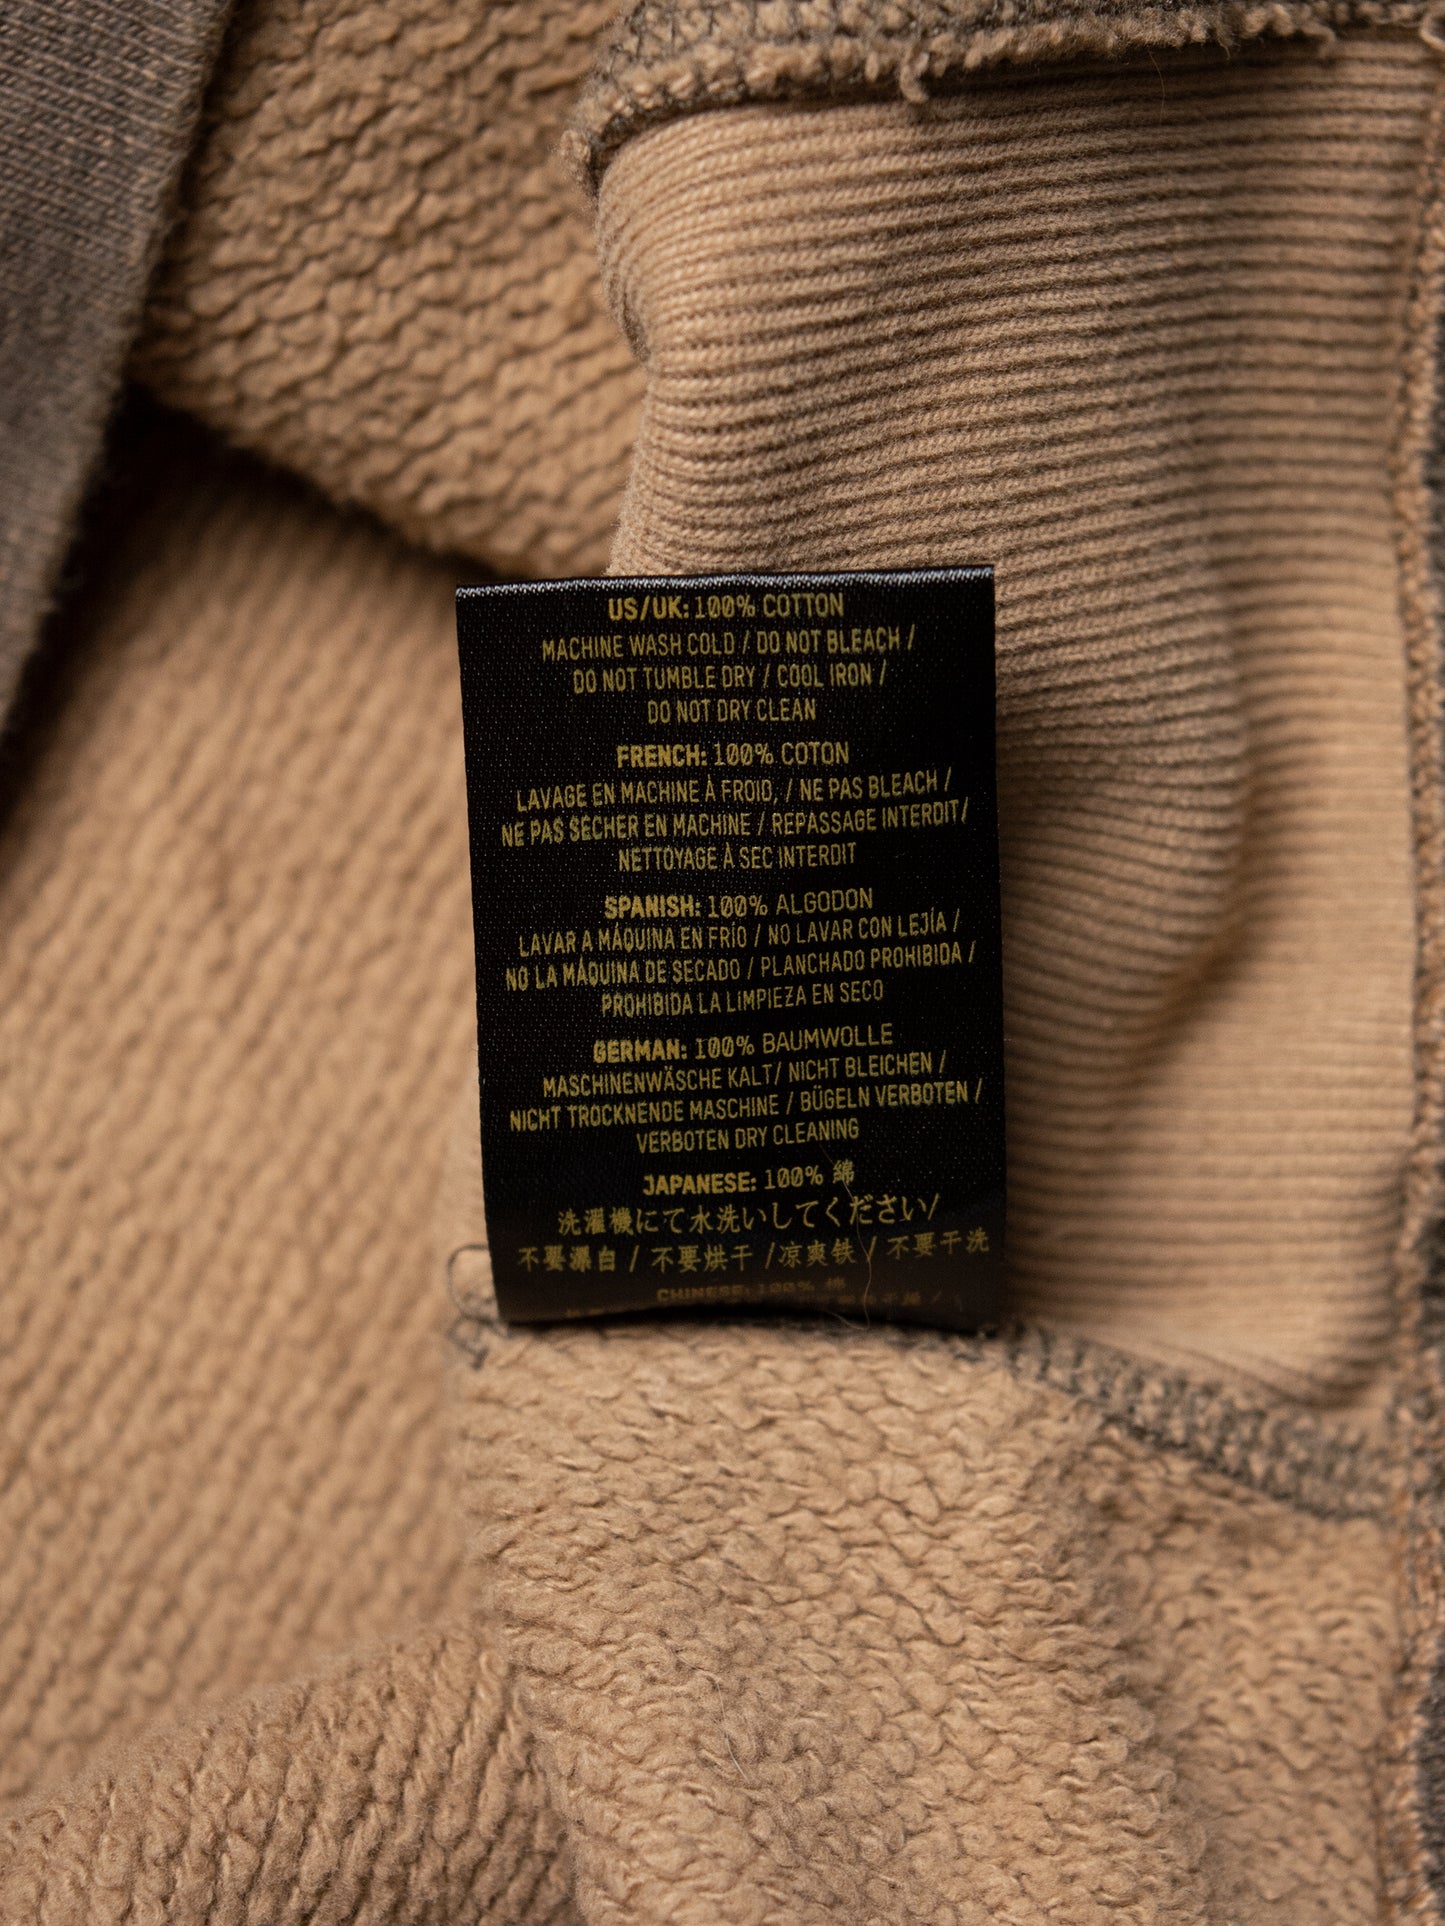 US/UK: 100% COTTON
MACHINE WASH COLD / DO NOT BLEACH /
DO NOT TUMBLE DRY / COOL IRON /
DO NOT DRY CLEAN
FRENCH: 100% COTON
LAVAGE EN MACHINE À FROID, / NE PAS BLEACH /
NE PAS SÉCHER EN MACHINE / REPASSAGE INTERDIT/
NETTOYAGE À SEC INTERDIT
SPANISH: 100% ALGODON
LAVAR A MÁQUINA EN FRÍO / NO LAVAR CON LEJÍA /
NO LA MÁQUINA DE SECADO / PLANCHADO PROHIBIDA /
PROHIBIDA LA LIMPIEZA EN SECO
GERMAN: 100% BAUMWOLLE
MASCHINENWÄSCHE KALT/ NICHT BLEICHEN /
NICHT TROCKNENDE MASCHINE / BÜGELN VERBOTEN /
VERBOTEN DRY CLEANING
JAPANESE: 100% 綿
洗濯機にて水洗いしてください/
不要漂白 / 不要烘干 /凉爽铁 / 不要干洗
CHINESE: 100% 棉